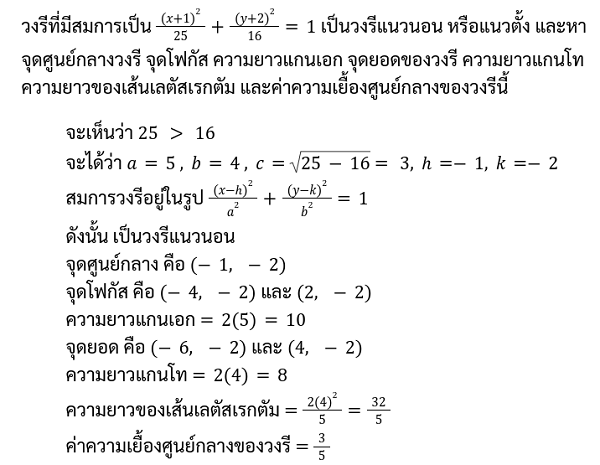 วงรีที่มีสมการเป็น \frac{(x+1)^2}{25} + \frac{(y+2)^2}{16} = 1 เป็นวงรีแนวนอน หรือแนวตั้ง และหา
จุดศูนย์กลางวงรี จุดโฟกัส ความยาวแกนเอก จุดยอดของวงรี ความยาวแกนโท
ความยาวของเส้นเลตัสเรกตัม และค่าความเยื้องศูนย์กลางของวงรีนี้
จะเห็นว่า 25 > 16
จะได้ว่า a = 5 , b = 4 , c = \sqrt{25 - 16} = 3, h =- 1, k =- 2
สมการวงรีอยู่ในรูป \frac{(x-h)^2}{a^2} + \frac{(y-k)^2}{b^2} = 1
ดังนั้น เป็นวงรีแนวนอน
จุดศูนย์กลาง คือ (- 1, - 2)
จุดโฟกัส คือ (- 4, - 2) และ (2, - 2)
ความยาวแกนเอก = 2(5) = 10
จุดยอด คือ (- 6, - 2) และ (4, - 2)
ความยาวแกนโท = 2(4) = 8
ความยาวของเส้นเลตัสเรกตัม = \frac{2(4)^2}{5} = \frac{32}{5}
ค่าความเยื้องศูนย์กลางของวงรี = \frac{3}{5}